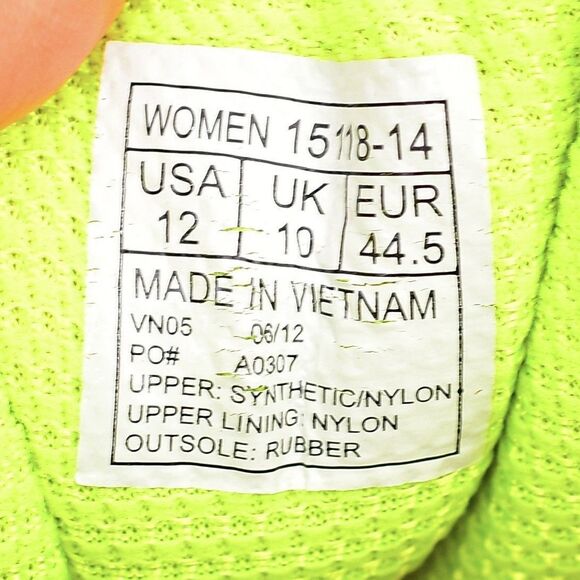 WOMEN 15118-14
USA UK EUR
12 10 44.5
MADE IN VIETNAM
VN05 06/12
PO# A0307
UPPER: SYNTHETIC/NYLON
UPPER LINING: NYLON
OUTSOLE: RUBBER